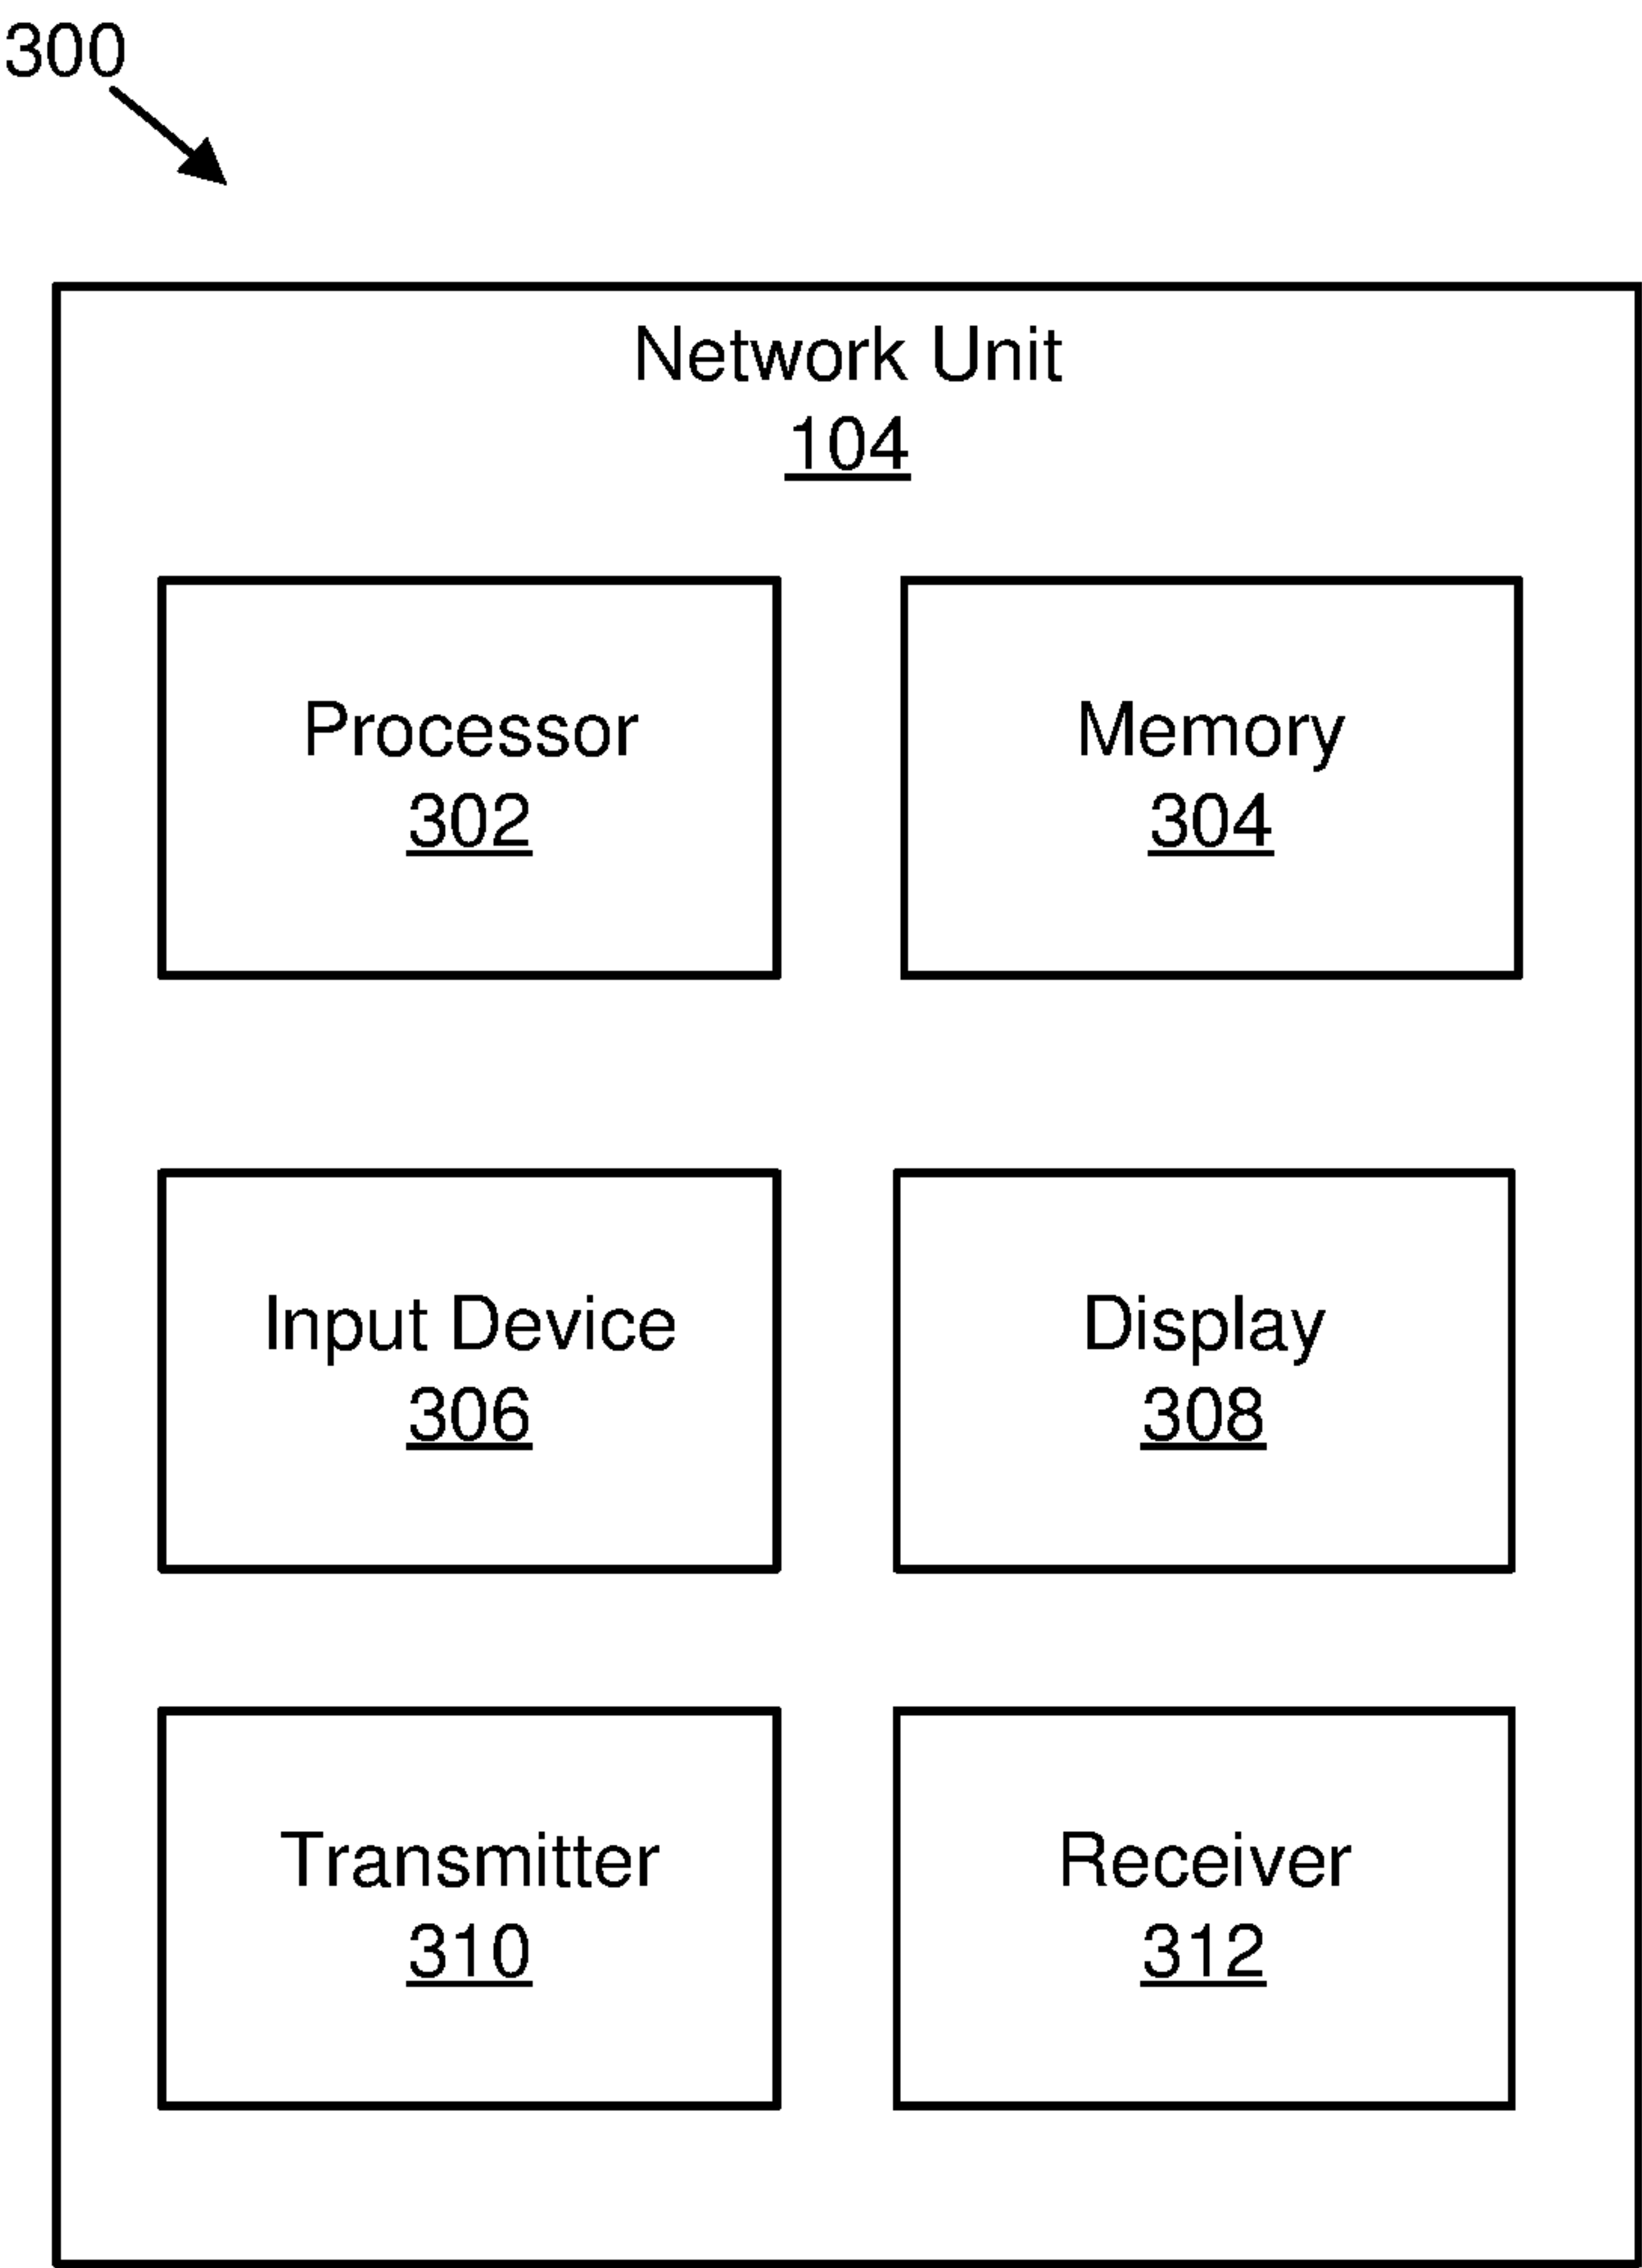 300
Network Unit
104
Processor
302
Memory
304
Input Device
306
Display
308
Transmitter
310
Receiver
312